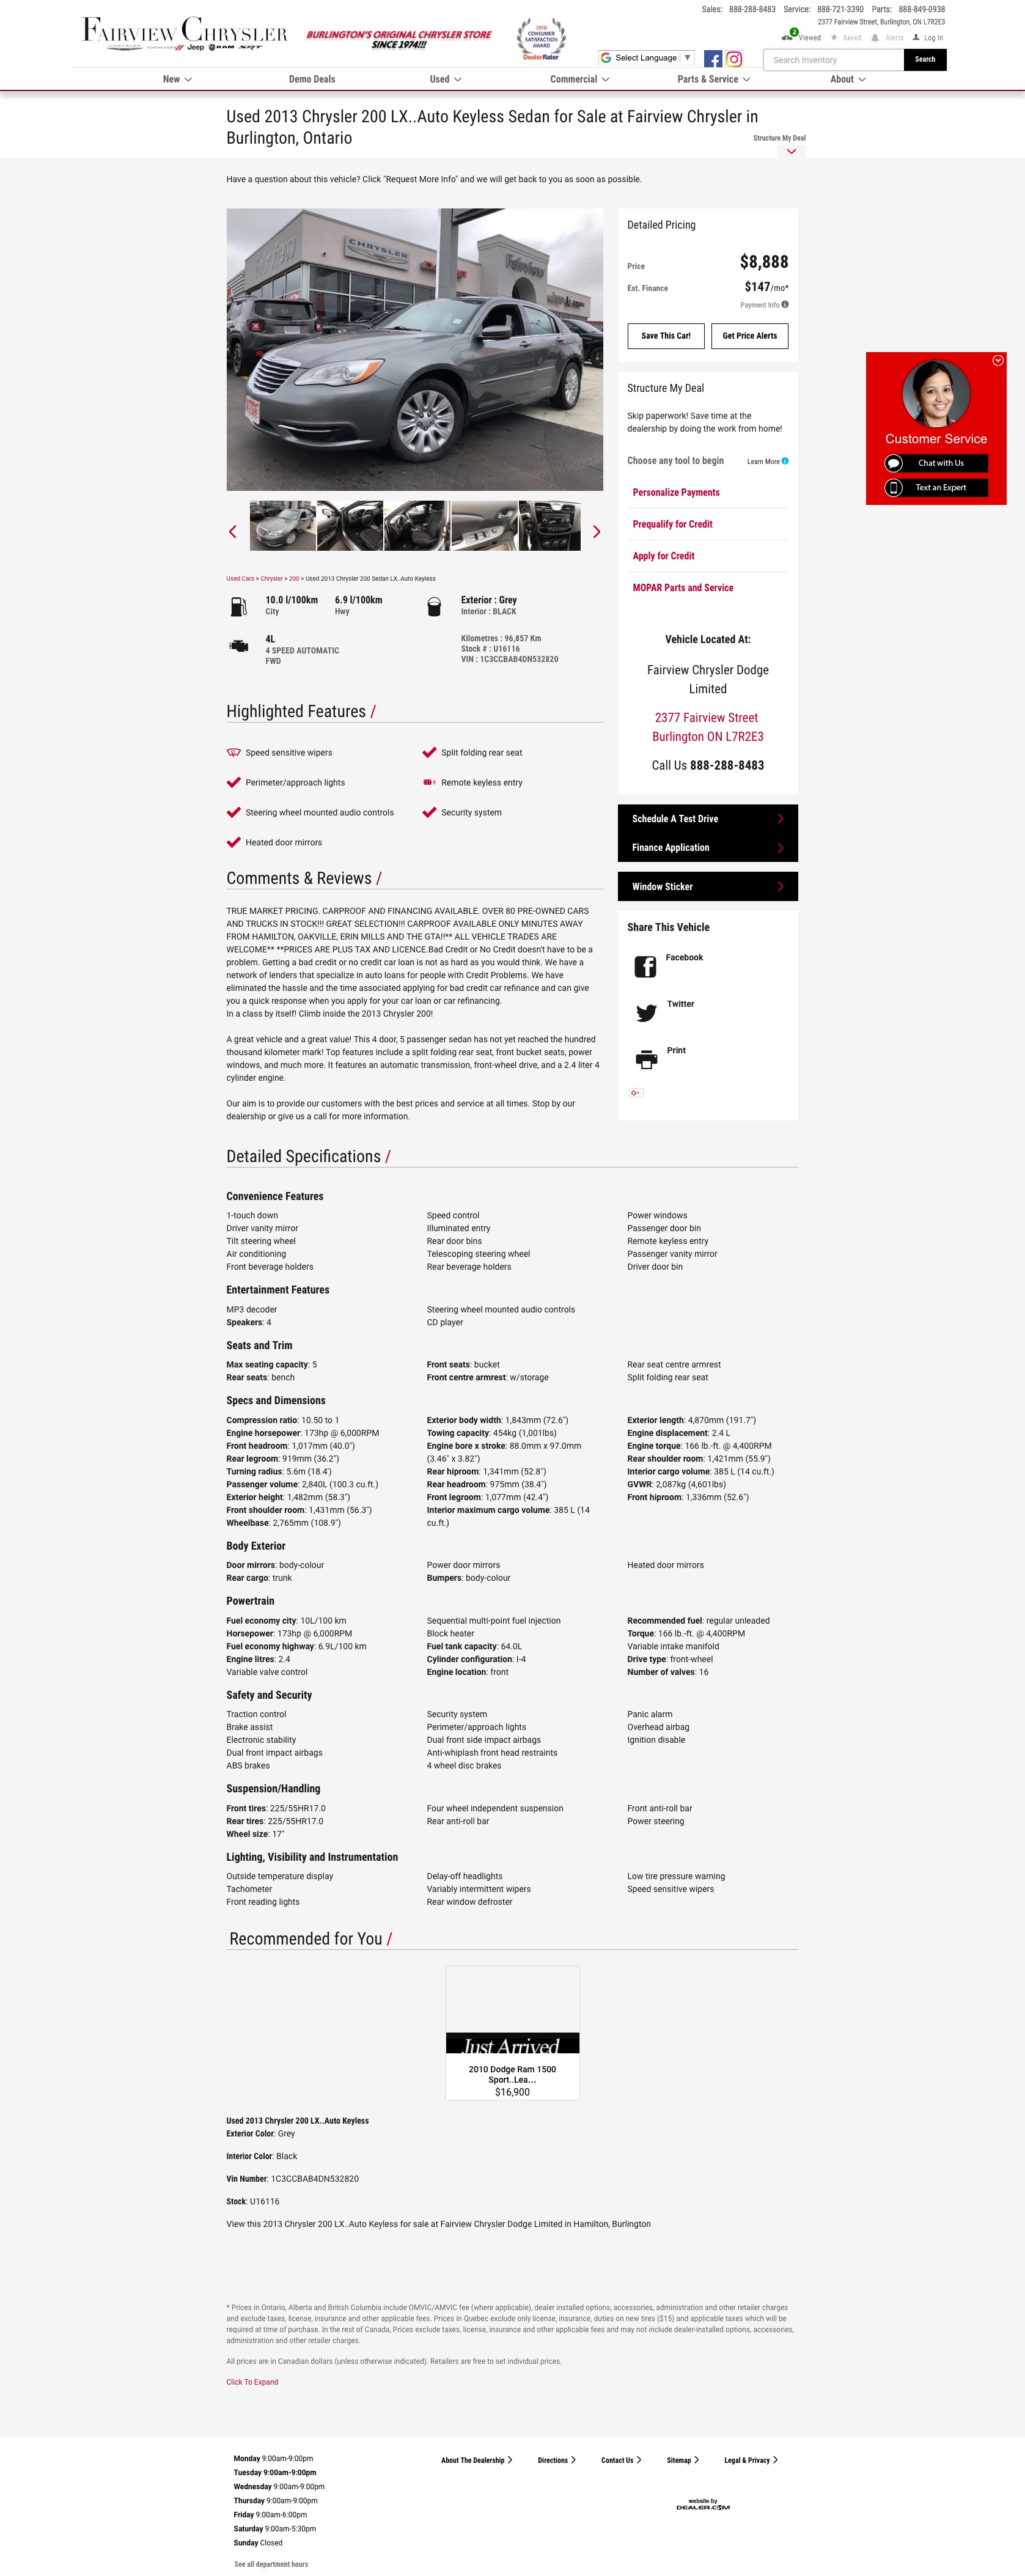 Sales: 888-288-8483 Service: 888-721-3390 Parts: 888-849-0938
2377 Fairview Street, Burlington, ON L7R2E3
FAIRVIEW CHRYSLER
Jeep RAM SRT
BURLINGTON'S ORIGINAL CHRYSLER STORE
SINCE 1974!!!
2018
CONSUMER
SATISFACTION
AWARD
DealerRater
2
Viewed Saved Alerts Log In
Select Language ▼
Search Inventory
Search
New Demo Deals Used Commercial Parts & Service About
Used 2013 Chrysler 200 LX..Auto Keyless Sedan for Sale at Fairview Chrysler in
Burlington, Ontario
Structure My Deal
Have a question about this vehicle? Click "Request More Info" and we will get back to you as soon as possible.
CHRYSLER
Fairview
Detailed Pricing
Price $8,888
Est. Finance $147/mo*
Payment Info
Save This Car!
Get Price Alerts
Structure My Deal
Skip paperwork! Save time at the
dealership by doing the work from home!
Choose any tool to begin Learn More
Personalize Payments
Prequalify for Credit
Apply for Credit
MOPAR Parts and Service
Vehicle Located At:
Fairview Chrysler Dodge
Limited
2377 Fairview Street
Burlington ON L7R2E3
Call Us 888-288-8483
Schedule A Test Drive
Finance Application
Window Sticker
Share This Vehicle
Facebook
Twitter
Print
G+
Customer Service
Chat with Us
Text an Expert
Used Cars > Chrysler > 200 > Used 2013 Chrysler 200 Sedan LX..Auto Keyless
10.0 l/100km 6.9 l/100km
City Hwy
Exterior : Grey
Interior : BLACK
4L
4 SPEED AUTOMATIC
FWD
Kilometres : 96,857 Km
Stock # : U16116
VIN : 1C3CCBAB4DN532820
Highlighted Features /
Speed sensitive wipers
Split folding rear seat
Perimeter/approach lights
Remote keyless entry
Steering wheel mounted audio controls
Security system
Heated door mirrors
Comments & Reviews /
TRUE MARKET PRICING. CARPROOF AND FINANCING AVAILABLE. OVER 80 PRE-OWNED CARS
AND TRUCKS IN STOCK!!! GREAT SELECTION!!! CARPROOF AVAILABLE ONLY MINUTES AWAY
FROM HAMILTON, OAKVILLE, ERIN MILLS AND THE GTA!!** ALL VEHICLE TRADES ARE
WELCOME** **PRICES ARE PLUS TAX AND LICENCE.Bad Credit or No Credit doesn't have to be a
problem. Getting a bad credit or no credit car loan is not as hard as you would think. We have a
network of lenders that specialize in auto loans for people with Credit Problems. We have
eliminated the hassle and the time associated applying for bad credit car refinance and can give
you a quick response when you apply for your car loan or car refinancing.
In a class by itself! Climb inside the 2013 Chrysler 200!
A great vehicle and a great value! This 4 door, 5 passenger sedan has not yet reached the hundred
thousand kilometer mark! Top features include a split folding rear seat, front bucket seats, power
windows, and much more. It features an automatic transmission, front-wheel drive, and a 2.4 liter 4
cylinder engine.
Our aim is to provide our customers with the best prices and service at all times. Stop by our
dealership or give us a call for more information.
Detailed Specifications /
Convenience Features
1-touch down Speed control Power windows
Driver vanity mirror Illuminated entry Passenger door bin
Tilt steering wheel Rear door bins Remote keyless entry
Air conditioning Telescoping steering wheel Passenger vanity mirror
Front beverage holders Rear beverage holders Driver door bin
Entertainment Features
MP3 decoder Steering wheel mounted audio controls
Speakers: 4 CD player
Seats and Trim
Max seating capacity: 5 Front seats: bucket Rear seat centre armrest
Rear seats: bench Front centre armrest: w/storage Split folding rear seat
Specs and Dimensions
Compression ratio: 10.50 to 1 Exterior body width: 1,843mm (72.6") Exterior length: 4,870mm (191.7")
Engine horsepower: 173hp @ 6,000RPM Towing capacity: 454kg (1,001lbs) Engine displacement: 2.4 L
Front headroom: 1,017mm (40.0") Engine bore x stroke: 88.0mm x 97.0mm Engine torque: 166 lb.-ft. @ 4,400RPM
Rear legroom: 919mm (36.2") (3.46" x 3.82") Rear shoulder room: 1,421mm (55.9")
Turning radius: 5.6m (18.4') Rear hiproom: 1,341mm (52.8") Interior cargo volume: 385 L (14 cu.ft.)
Passenger volume: 2,840L (100.3 cu.ft.) Rear headroom: 975mm (38.4") GVWR: 2,087kg (4,601lbs)
Exterior height: 1,482mm (58.3") Front legroom: 1,077mm (42.4") Front hiproom: 1,336mm (52.6")
Front shoulder room: 1,431mm (56.3") Interior maximum cargo volume: 385 L (14
Wheelbase: 2,765mm (108.9") cu.ft.)
Body Exterior
Door mirrors: body-colour Power door mirrors Heated door mirrors
Rear cargo: trunk Bumpers: body-colour
Powertrain
Fuel economy city: 10L/100 km Sequential multi-point fuel injection Recommended fuel: regular unleaded
Horsepower: 173hp @ 6,000RPM Block heater Torque: 166 lb.-ft. @ 4,400RPM
Fuel economy highway: 6.9L/100 km Fuel tank capacity: 64.0L Variable intake manifold
Engine litres: 2.4 Cylinder configuration: I-4 Drive type: front-wheel
Variable valve control Engine location: front Number of valves: 16
Safety and Security
Traction control Security system Panic alarm
Brake assist Perimeter/approach lights Overhead airbag
Electronic stability Dual front side impact airbags Ignition disable
Dual front impact airbags Anti-whiplash front head restraints
ABS brakes 4 wheel disc brakes
Suspension/Handling
Front tires: 225/55HR17.0 Four wheel independent suspension Front anti-roll bar
Rear tires: 225/55HR17.0 Rear anti-roll bar Power steering
Wheel size: 17"
Lighting, Visibility and Instrumentation
Outside temperature display Delay-off headlights Low tire pressure warning
Tachometer Variably intermittent wipers Speed sensitive wipers
Front reading lights Rear window defroster
Recommended for You /
Just Arrived
2010 Dodge Ram 1500
Sport..Lea...
$16,900
Used 2013 Chrysler 200 LX..Auto Keyless
Exterior Color: Grey
Interior Color: Black
Vin Number: 1C3CCBAB4DN532820
Stock: U16116
View this 2013 Chrysler 200 LX..Auto Keyless for sale at Fairview Chrysler Dodge Limited in Hamilton, Burlington
* Prices in Ontario, Alberta and British Columbia include OMVIC/AMVIC fee (where applicable), dealer installed options, accessories, administration and other retailer charges
and exclude taxes, license, insurance and other applicable fees. Prices in Quebec exclude only license, insurance, duties on new tires ($15) and applicable taxes which will be
required at time of purchase. In the rest of Canada, Prices exclude taxes, license, insurance and other applicable fees and may not include dealer-installed options, accessories,
administration and other retailer charges.
All prices are in Canadian dollars (unless otherwise indicated). Retailers are free to set individual prices.
Click To Expand
Monday 9:00am-9:00pm
Tuesday 9:00am-9:00pm
Wednesday 9:00am-9:00pm
Thursday 9:00am-9:00pm
Friday 9:00am-6:00pm
Saturday 9:00am-5:30pm
Sunday Closed
See all department hours
About The Dealership Directions Contact Us Sitemap Legal & Privacy
website by
DEALER.COM